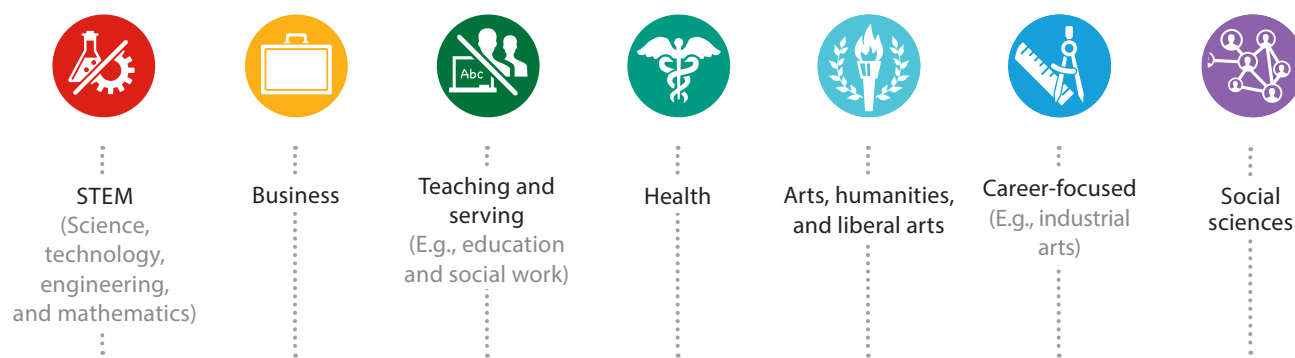 Abc
STEM
(Science,
technology,
engineering,
and mathematics)
Business
Teaching and
serving
(E.g., education
and social work)
Health
Arts, humanities,
and liberal arts
Career-focused
(E.g., industrial
arts)
Social
sciences